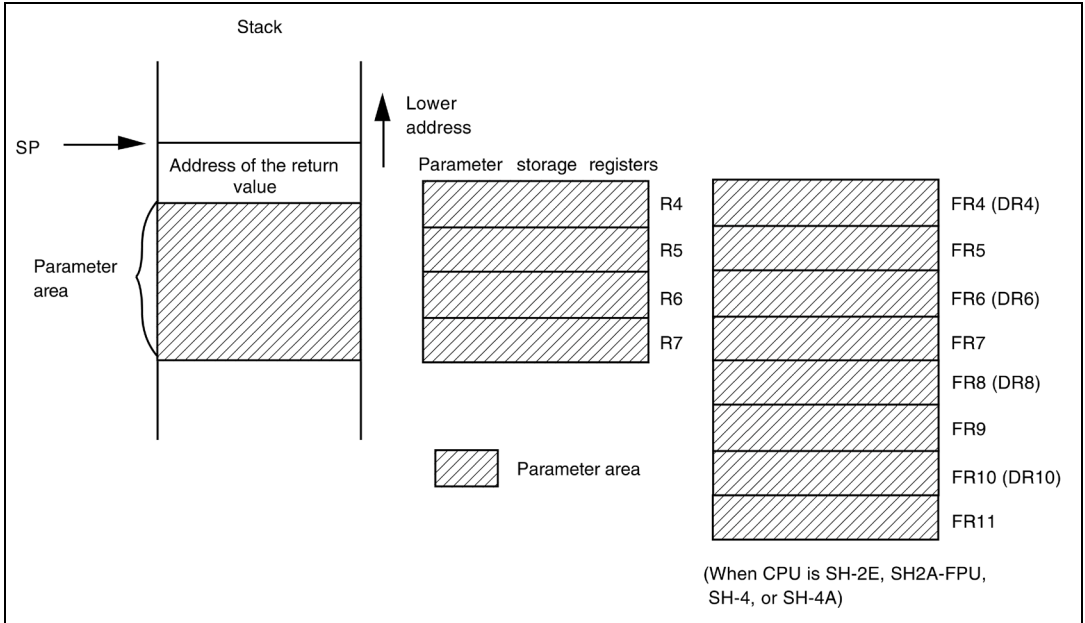 Stack
Lower
address
SP
Address of the return
value
Parameter storage registers
R4
R5
R6
R7
Parameter
area
FR4 (DR4)
FR5
FR6 (DR6)
FR7
FR8 (DR8)
FR9
FR10 (DR10)
FR11
Parameter area
(When CPU is SH-2E, SH2A-FPU,
SH-4, or SH-4A)